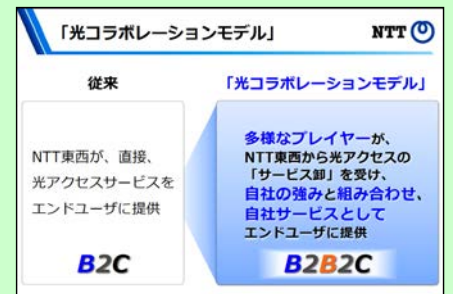 「光コラボレーションモデル」
NTT
従来
NTT東西が、直接、
光アクセスサービスを
エンドユーザに提供
B2C
「光コラボレーションモデル」
多様なプレイヤーが、
NTT東西から光アクセスの
「サービス卸」を受け、
自社の強みと組み合わせ、
自社サービスとして
エンドユーザに提供
B2B2C